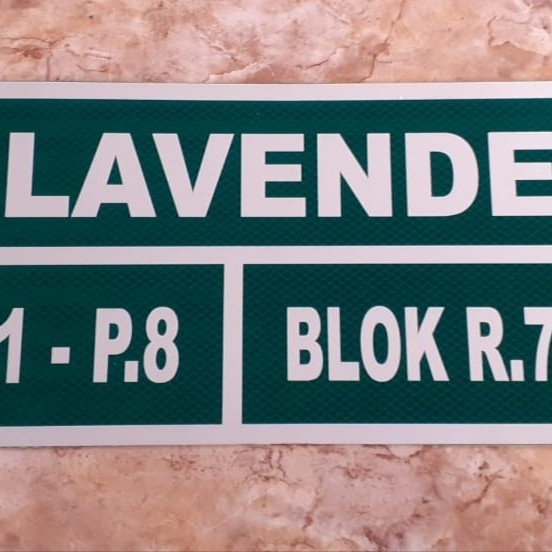 LAVENDE
1 - P.8
BLOK R.7